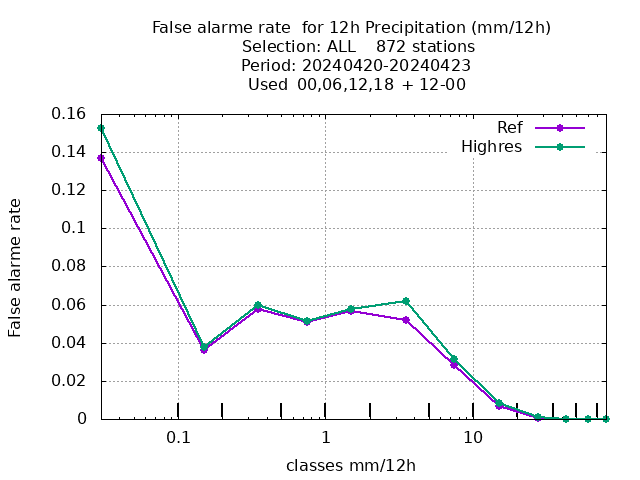 False alarme rate  for 12h Precipitation (mm/12h)
Selection: ALL    872 stations
Period: 20240420-20240423
Used  00,06,12,18  + 12-00
0.16
0.14
0.12
0.1
0.08
0.06
0.04
0.02
0
False alarme rate
Ref
Highres
0.1
1
10
classes mm/12h